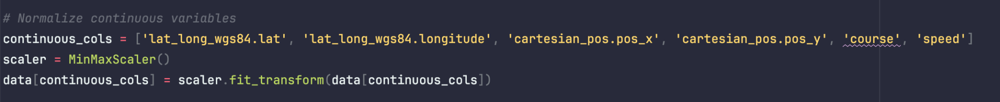 # Normalize continuous variables
continuous_cols = ['lat_long_wgs84.lat', 'lat_long_wgs84.longitude', 'cartesian_pos.pos_x', 'cartesian_pos.pos_y', 'course', 'speed']
scaler = MinMaxScaler()
data[continuous_cols] = scaler.fit_transform(data[continuous_cols])